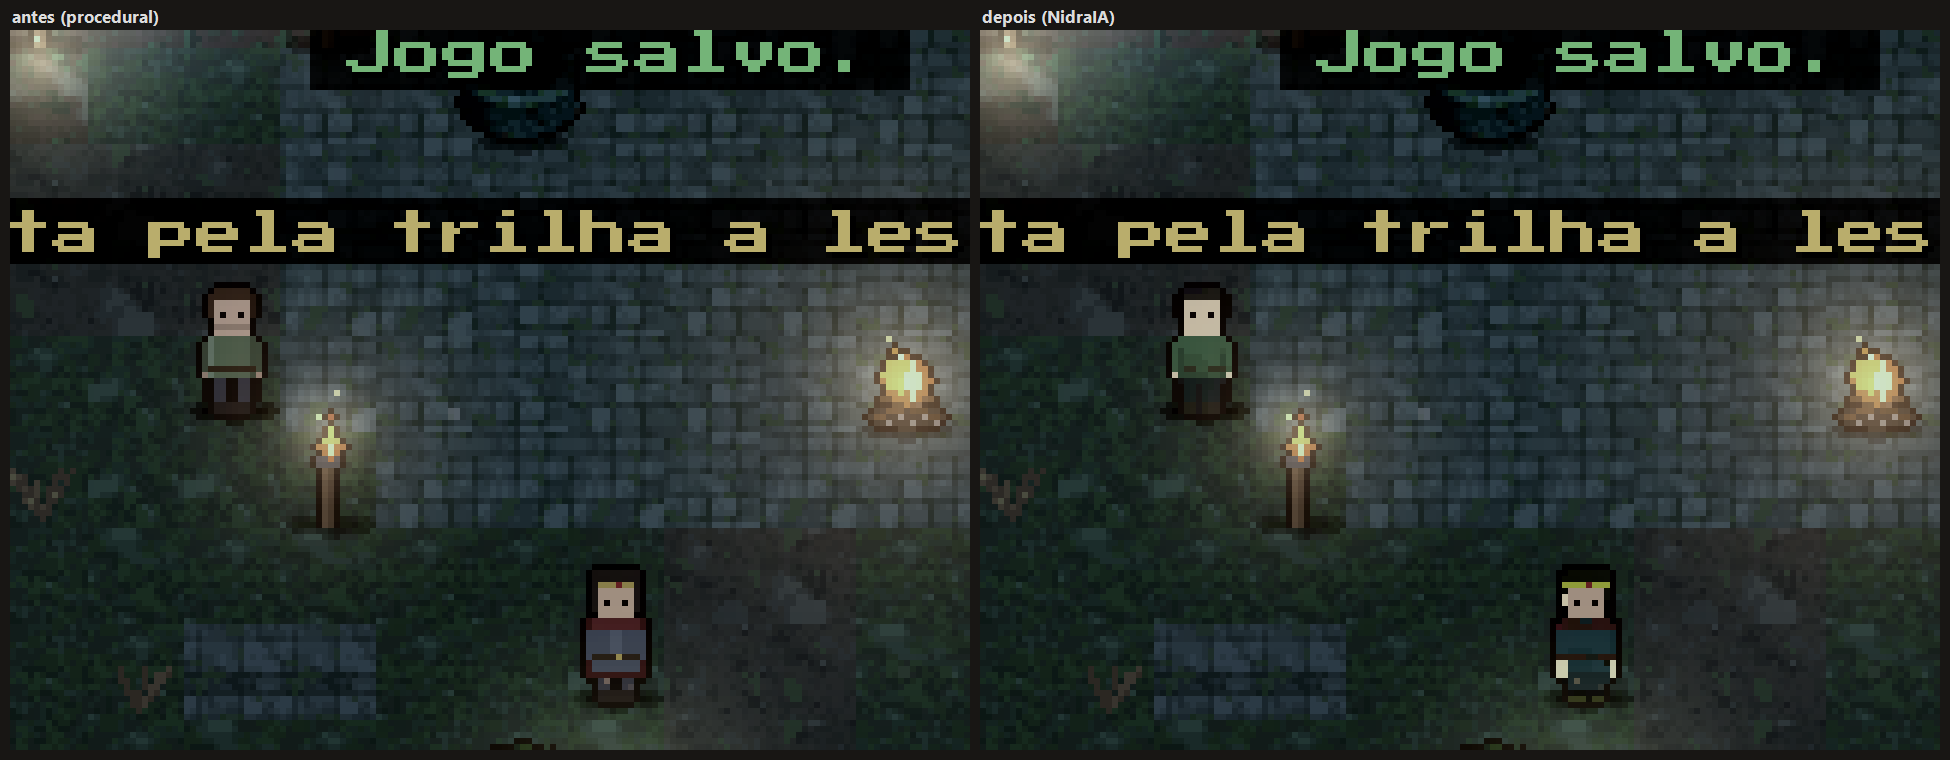 antes (procedural)
depois (NidraIA)
Jogo salvo.
Jogo salvo.
ta pela trilha a les
ta pela trilha a les